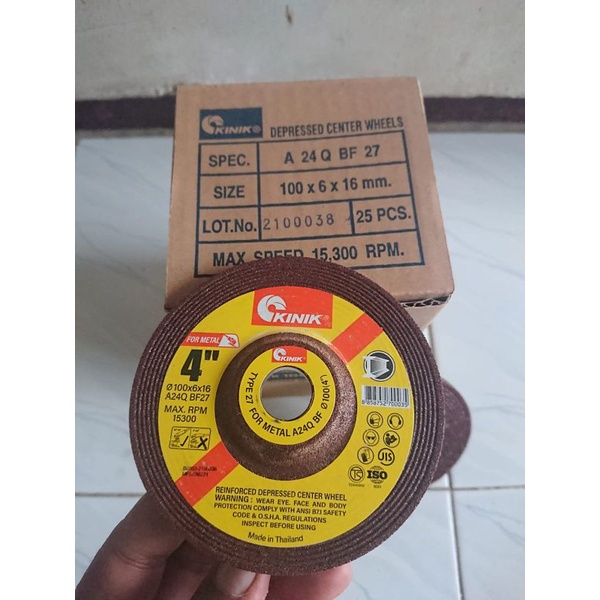 KINIK®
DEPRESSED CENTER WHEELS
SPEC. A 24 Q BF 27
SIZE 100 x 6 x 16 mm.
LOT.No. 2100038 25 PCS.
MAX SPEED 15,300 RPM.
KINIK®
FOR METAL
4"
Ø100x6x16
A24Q BF27
MAX. RPM
15300
KINIK
TYPE 27 FOR METAL A24Q BF Ø100(4")
JIS
ISO
REINFORCED DEPRESSED CENTER WHEEL
WARNING : WEAR EYE. FACE AND BODY
PROTECTION COMPLY WITH ANSI B7.1 SAFETY
CODE & O.S.H.A. REGULATIONS
INSPECT BEFORE USING
Made in Thailand